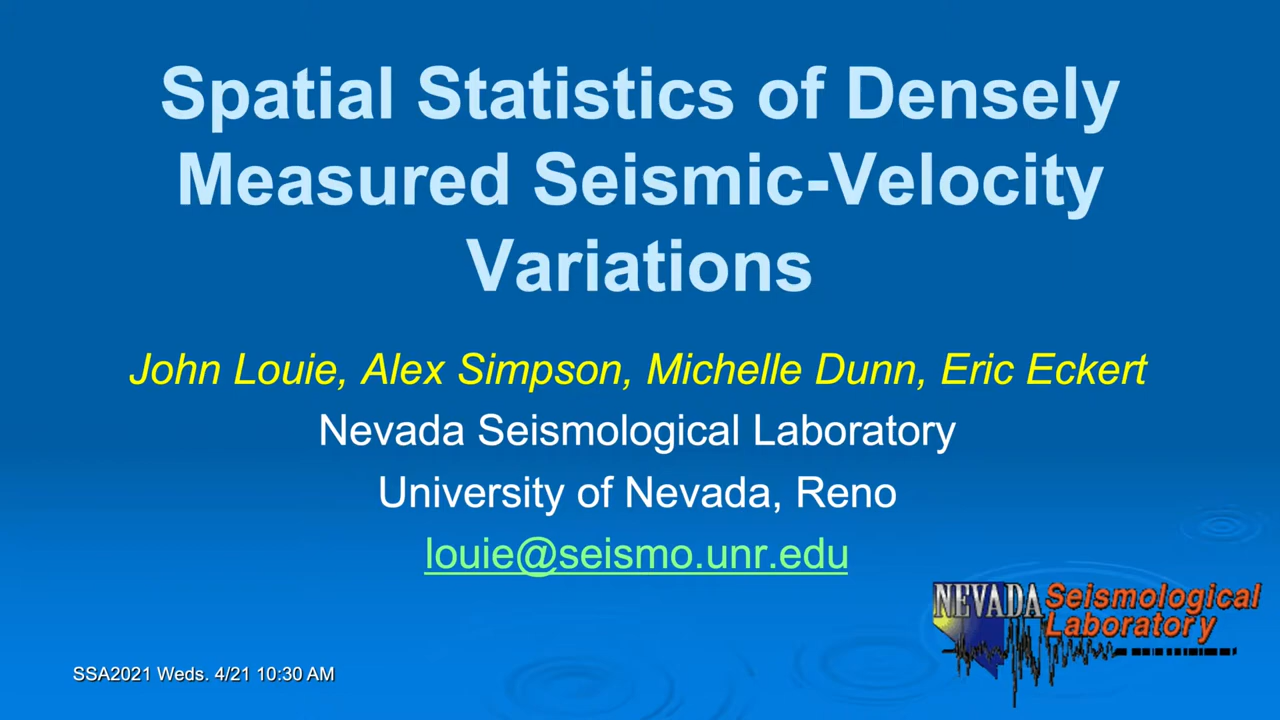 Spatial Statistics of Densely
Measured Seismic-Velocity
Variations
John Louie, Alex Simpson, Michelle Dunn, Eric Eckert
Nevada Seismological Laboratory
University of Nevada, Reno
louie@seismo.unr.edu
NEVADA Seismological
Laboratory
SSA2021 Weds. 4/21 10:30 AM